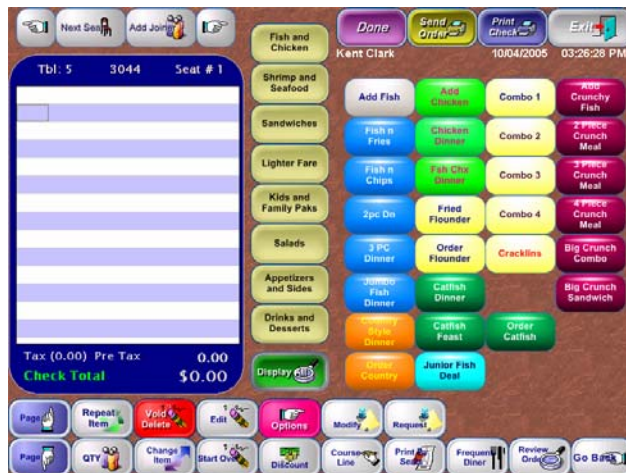 Next Seat
Add Joining
Done
Send Order
Print Check
Exit
Kent Clark
10/04/2005
03:26:28 PM
Tbl: 5
3044
Seat # 1
Tax (0.00) Pre Tax
0.00
Check Total
$0.00
Fish and
Chicken
Shrimp and
Seafood
Sandwiches
Lighter Fare
Kids and
Family Paks
Salads
Appetizers
and Sides
Drinks and
Desserts
Display
Add Fish
Add
Chicken
Combo 1
Add
Crunchy
Fish
Fish n
Fries
Chicken
Dinner
Combo 2
2 Piece
Crunch
Meal
Fish n
Chips
Fsh Chx
Dinner
Combo 3
3 Piece
Crunch
Meal
2pc Dn
Fried
Flounder
Combo 4
4 Piece
Crunch
Meal
3 PC
Dinner
Order
Flounder
Cracklins
Big Crunch
Combo
Jumbo
Fish
Dinner
Catfish
Dinner
Big Crunch
Sandwich
Country
Style
Dinner
Catfish
Feast
Order
Catfish
Order
Country
Junior Fish
Deal
Page
Repeat
Item
Void
Delete
Edit
Options
Modify
Request
Page
QTY
Change
Item
Start Over
Discount
Course
Line
Print
Seat
Frequent
Diner
Review
Order
Go Back